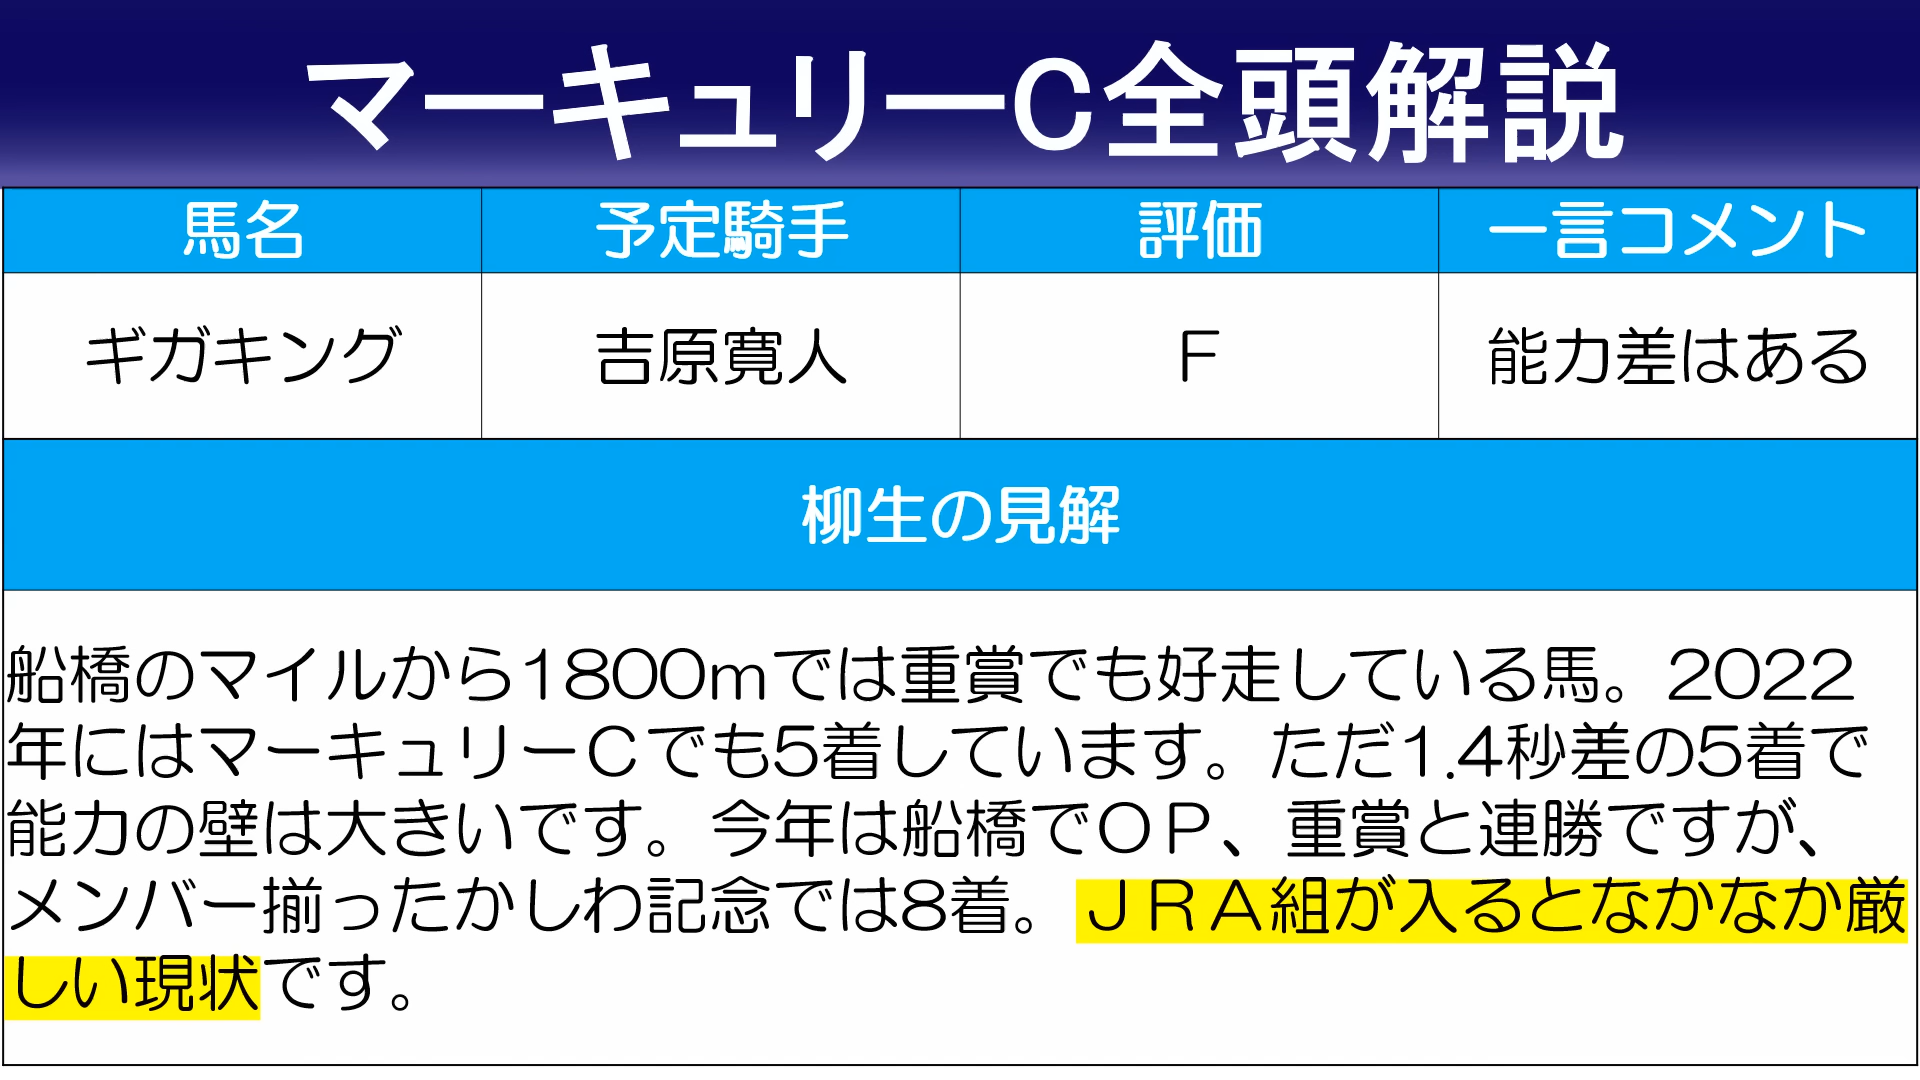 マーキュリーC全頭解説
馬名 予定騎手 評価 一言コメント
ギガキング 吉原寛人 F 能力差はある
柳生の見解
船橋のマイルから1800mでは重賞でも好走している馬。2022
年にはマーキュリーCでも5着しています。ただ1.4秒差の5着で
能力の壁は大きいです。今年は船橋でOP、重賞と連勝ですが、
メンバー揃ったかしわ記念では8着。JRA組が入るとなかなか厳
しい現状です。